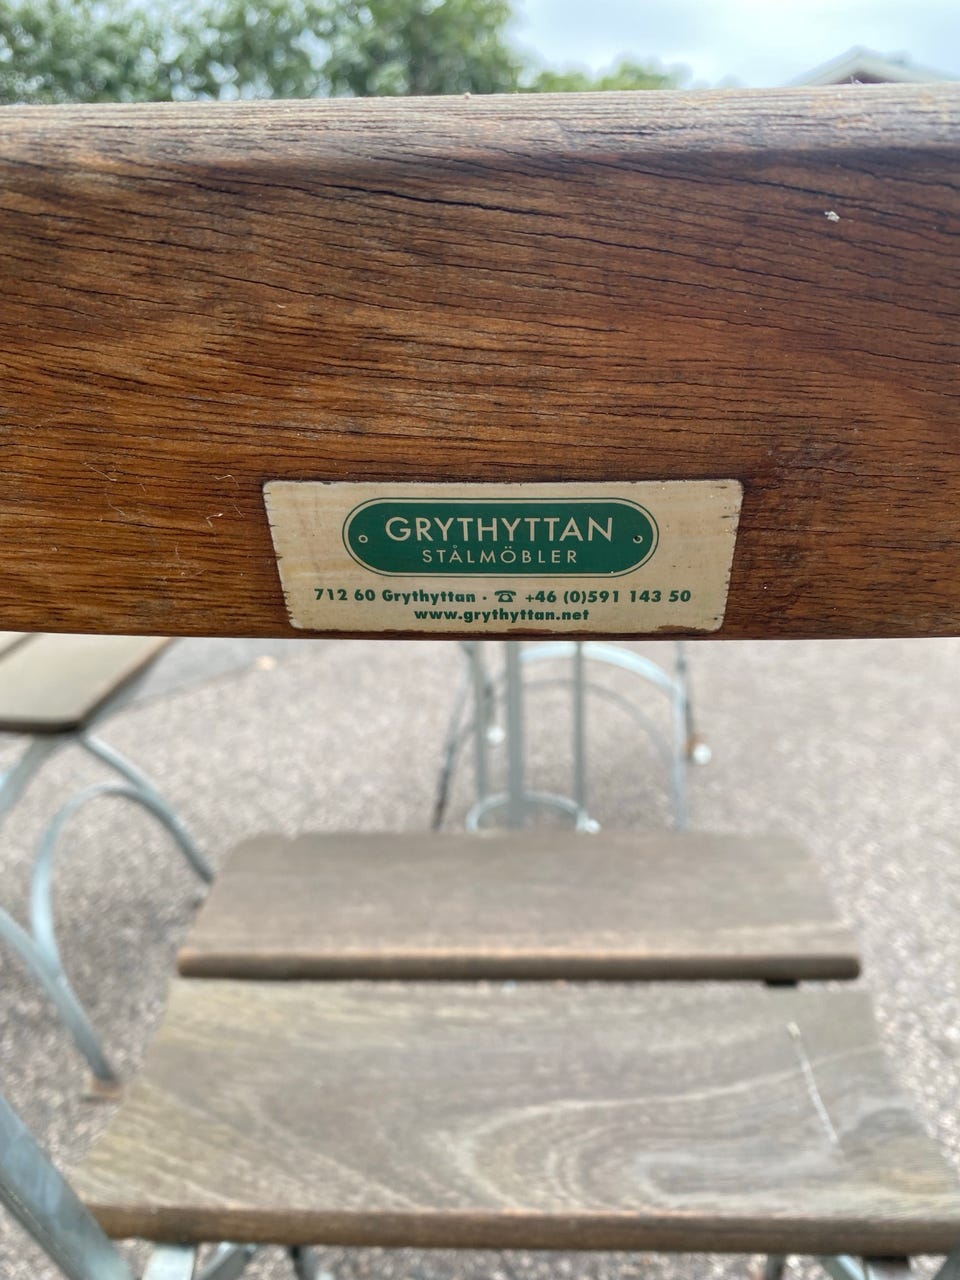 GRYTHYTTAN
STÅLMÖBLER
712 60 Grythyttan · ☎ +46 (0)591 143 50
www.grythyttan.net